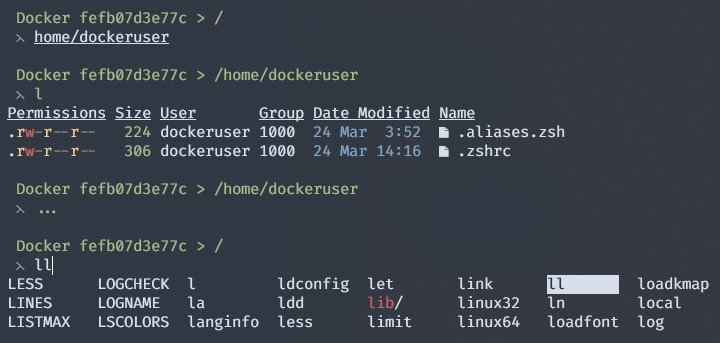 Docker fefb07d3e77c > /
⋋ home/dockeruser
Docker fefb07d3e77c > /home/dockeruser
⋋ l
Permissions Size User Group Date Modified Name
.rw-r--r-- 224 dockeruser 1000 24 Mar 3:52 .aliases.zsh
.rw-r--r-- 306 dockeruser 1000 24 Mar 14:16 .zshrc
Docker fefb07d3e77c > /home/dockeruser
⋋ ...
Docker fefb07d3e77c > /
⋋ ll
LESS LOGCHECK l ldconfig let link ll loadkmap
LINES LOGNAME la ldd lib/ linux32 ln local
LISTMAX LSCOLORS langinfo less limit linux64 loadfont log